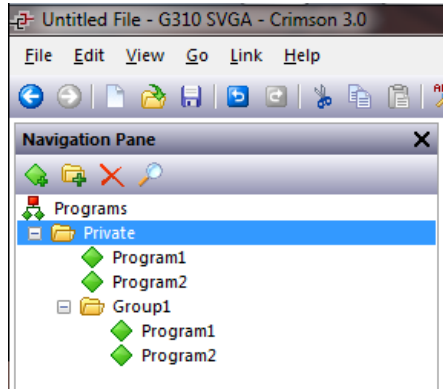 Untitled File - G310 SVGA - Crimson 3.0
File Edit View Go Link Help
Navigation Pane
Programs
Private
Program1
Program2
Group1
Program1
Program2